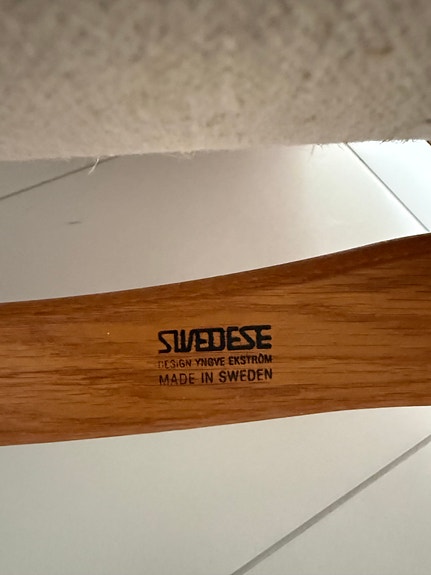 SWEDESE
DESIGN YNGVE EKSTRÖM
MADE IN SWEDEN